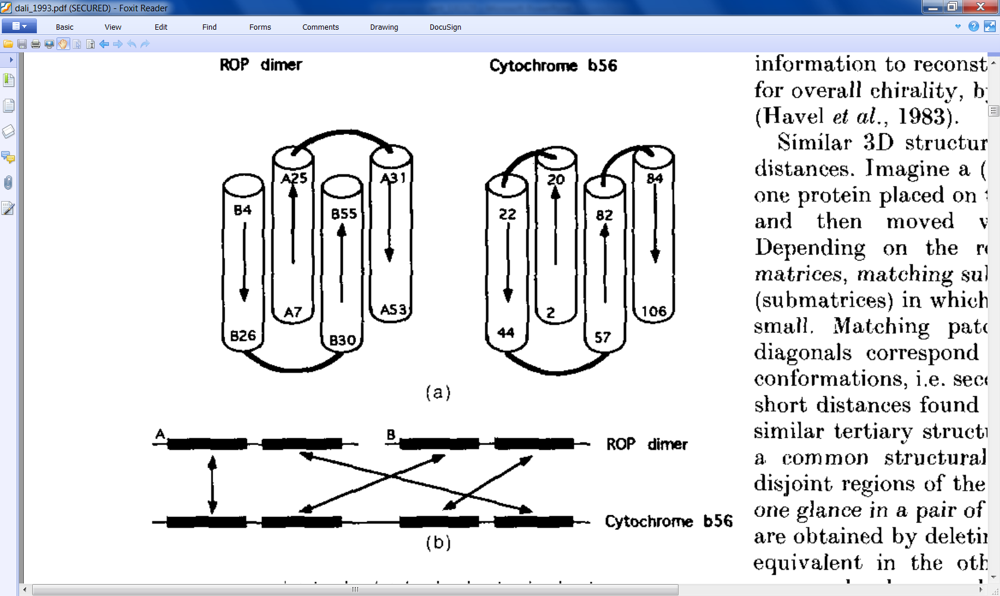 dali_1993.pdf (SECURED) - Foxit Reader
Basic View Edit Find Forms Comments Drawing DocuSign
ROP dimer
Cytochrome b56
A25 A31
B4 B55
A7 A53
B26 B30
20 84
22 82
2 106
44 57
(a)
A B ROP dimer
Cytochrome b56
(b)
information to reconst
for overall chirality, b
(Havel et al., 1983).
Similar 3D structur
distances. Imagine a (
one protein placed on
and then moved
Depending on the
matrices, matching sul
(submatrices) in which
small. Matching pat
diagonals correspond
conformations, i.e. sec
short distances found
similar tertiary struct
a common structural
disjoint regions of the
one glance in a pair of
are obtained by deletin
equivalent in the oth